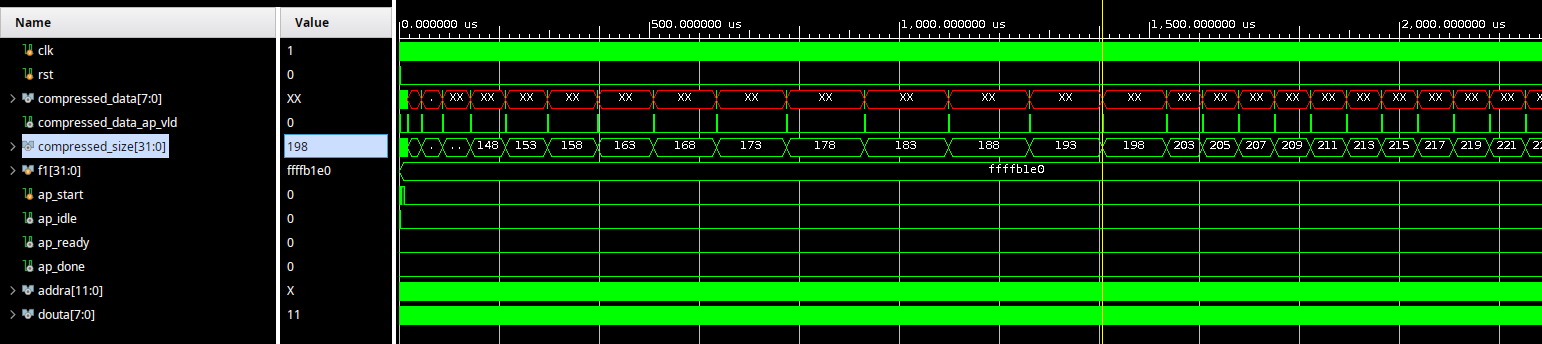 Name Value 0.000000 us 500.000000 us 1,000.000000 us 1,500.000000 us 2,000.000000 us
clk 1
rst 0
compressed_data[7:0] XX . XX XX XX XX XX XX XX XX XX XX XX XX XX XX XX XX XX XX XX XX XX
compressed_data_ap_vld 0
compressed_size[31:0] 198 . .. 148 153 158 163 168 173 178 183 188 193 198 203 205 207 209 211 213 215 217 219 221
f1[31:0] ffffb1e0 ffffb1e0
ap_start 0
ap_idle 0
ap_ready 0
ap_done 0
addra[11:0] X
douta[7:0] 11